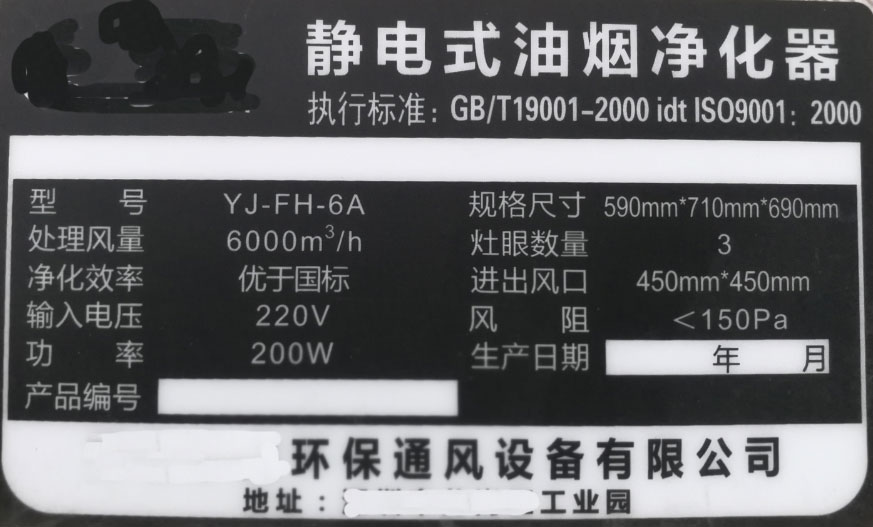 静电式油烟净化器
执行标准：GB/T19001-2000 idt ISO9001：2000
型 号 YJ-FH-6A 规格尺寸 590mm*710mm*690mm
处理风量 6000m³/h 灶眼数量 3
净化效率 优于国标 进出风口 450mm*450mm
输入电压 220V 风 阻 ＜150Pa
功 率 200W 生产日期 年 月
产品编号
环保通风设备有限公司
地址：工业园